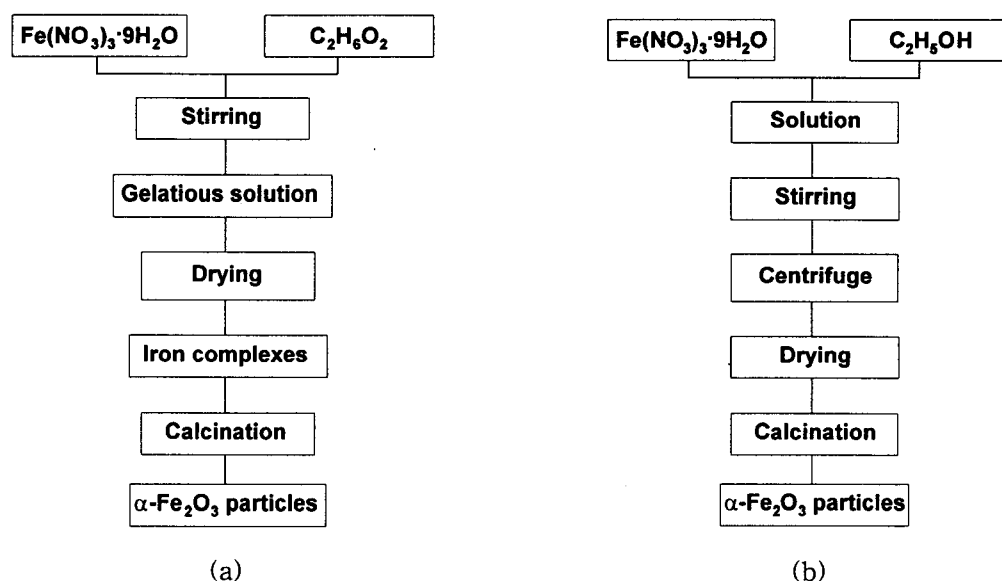 Fe(NO₃)₃·9H₂O
C₂H₆O₂
Stirring
Gelatious solution
Drying
Iron complexes
Calcination
α-Fe₂O₃ particles
(a)
Fe(NO₃)₃·9H₂O
C₂H₅OH
Solution
Stirring
Centrifuge
Drying
Calcination
α-Fe₂O₃ particles
(b)